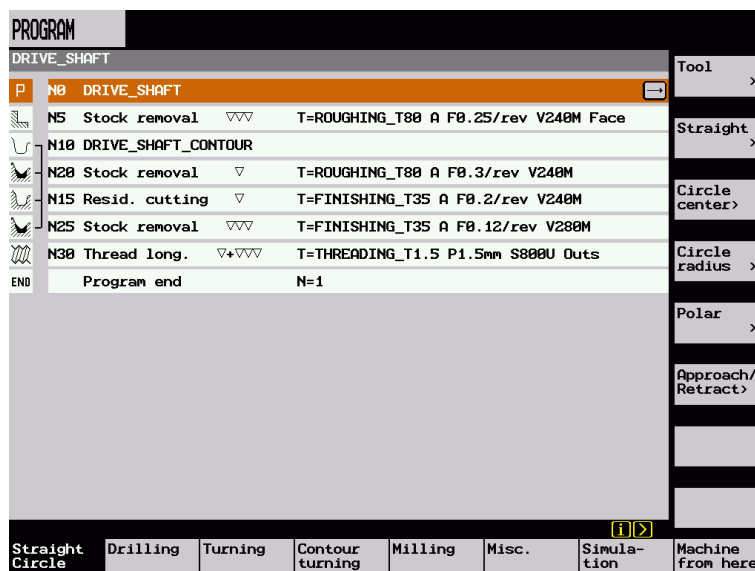 PROGRAM
DRIVE_SHAFT
P N0 DRIVE_SHAFT
N5 Stock removal ▽▽▽ T=ROUGHING_T80 A F0.25/rev V240M Face
N10 DRIVE_SHAFT_CONTOUR
N20 Stock removal ▽ T=ROUGHING_T80 A F0.3/rev V240M
N15 Resid. cutting ▽ T=FINISHING_T35 A F0.2/rev V240M
N25 Stock removal ▽▽▽ T=FINISHING_T35 A F0.12/rev V280M
N30 Thread long. ▽+▽▽▽ T=THREADING_T1.5 P1.5mm S800U Outs
END Program end N=1
Tool >
Straight >
Circle
center>
Circle
radius >
Polar >
Approach/
Retract>
i >
Straight
Circle
Drilling
Turning
Contour
turning
Milling
Misc.
Simula-
tion
Machine
from here